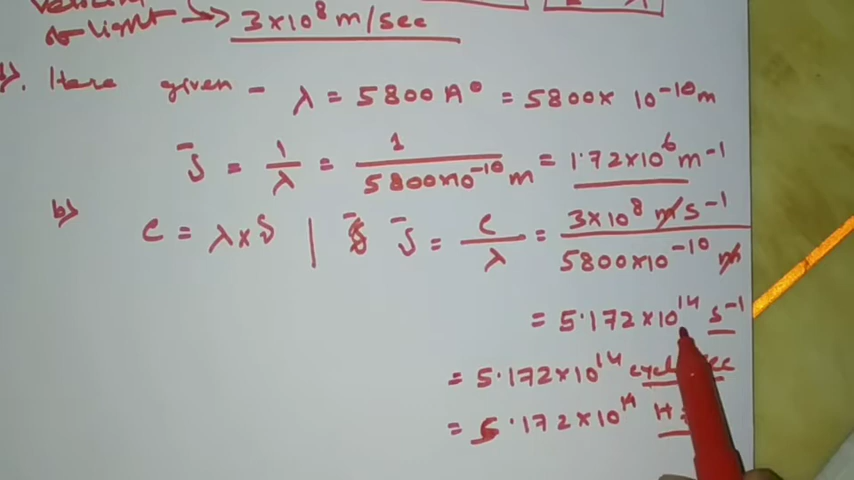 of light → 3×10⁸ m/sec
Here given - λ = 5800 A⁰ = 5800× 10⁻¹⁰m
ν̄ = 1/λ = 1/5800×10⁻¹⁰ m = 1.72×10⁶ m⁻¹
b) c = λ×ν | ν̄ = c/λ = 3×10⁸ m s⁻¹/5800×10⁻¹⁰ m
= 5.172×10¹⁴ s⁻¹
= 5.172×10¹⁴
= 5.172×10¹⁴